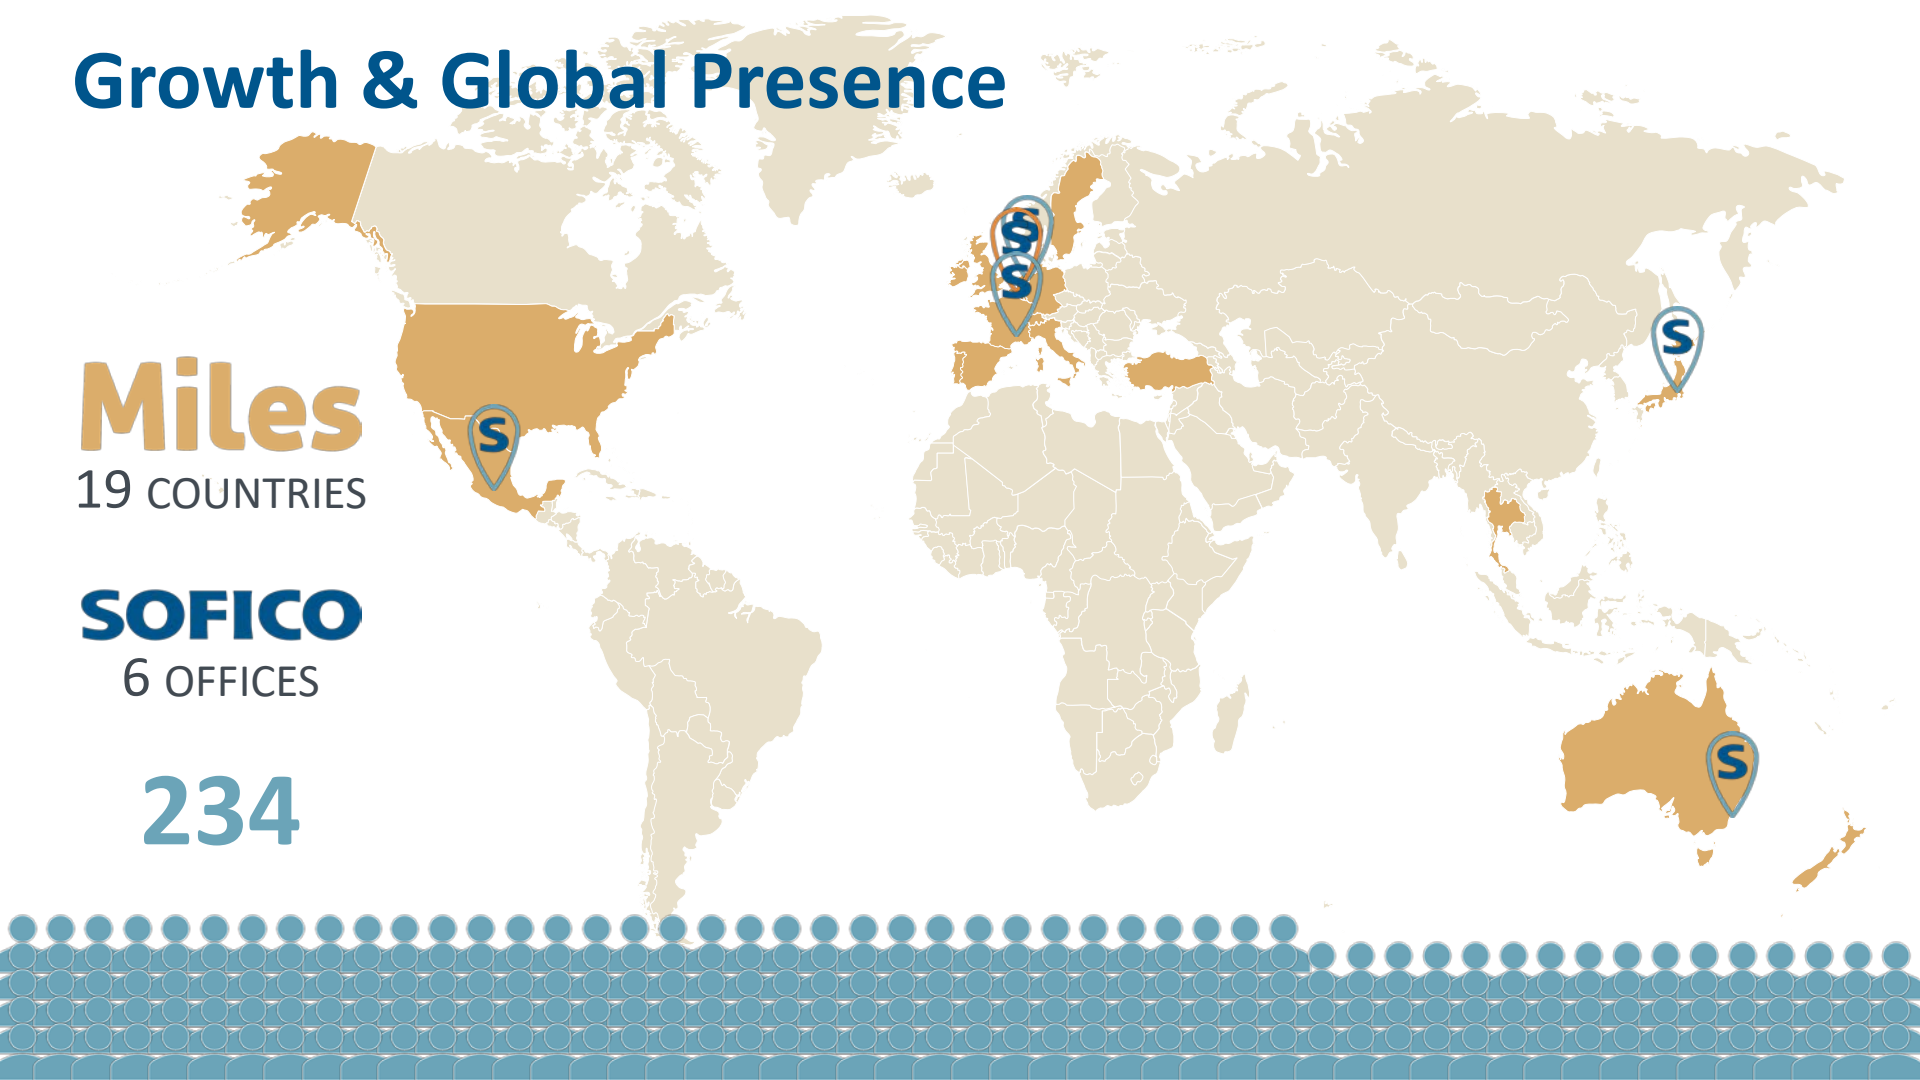 Growth & Global Presence
Miles
19 COUNTRIES
SOFICO
6 OFFICES
234
S
S
S
S
S
S